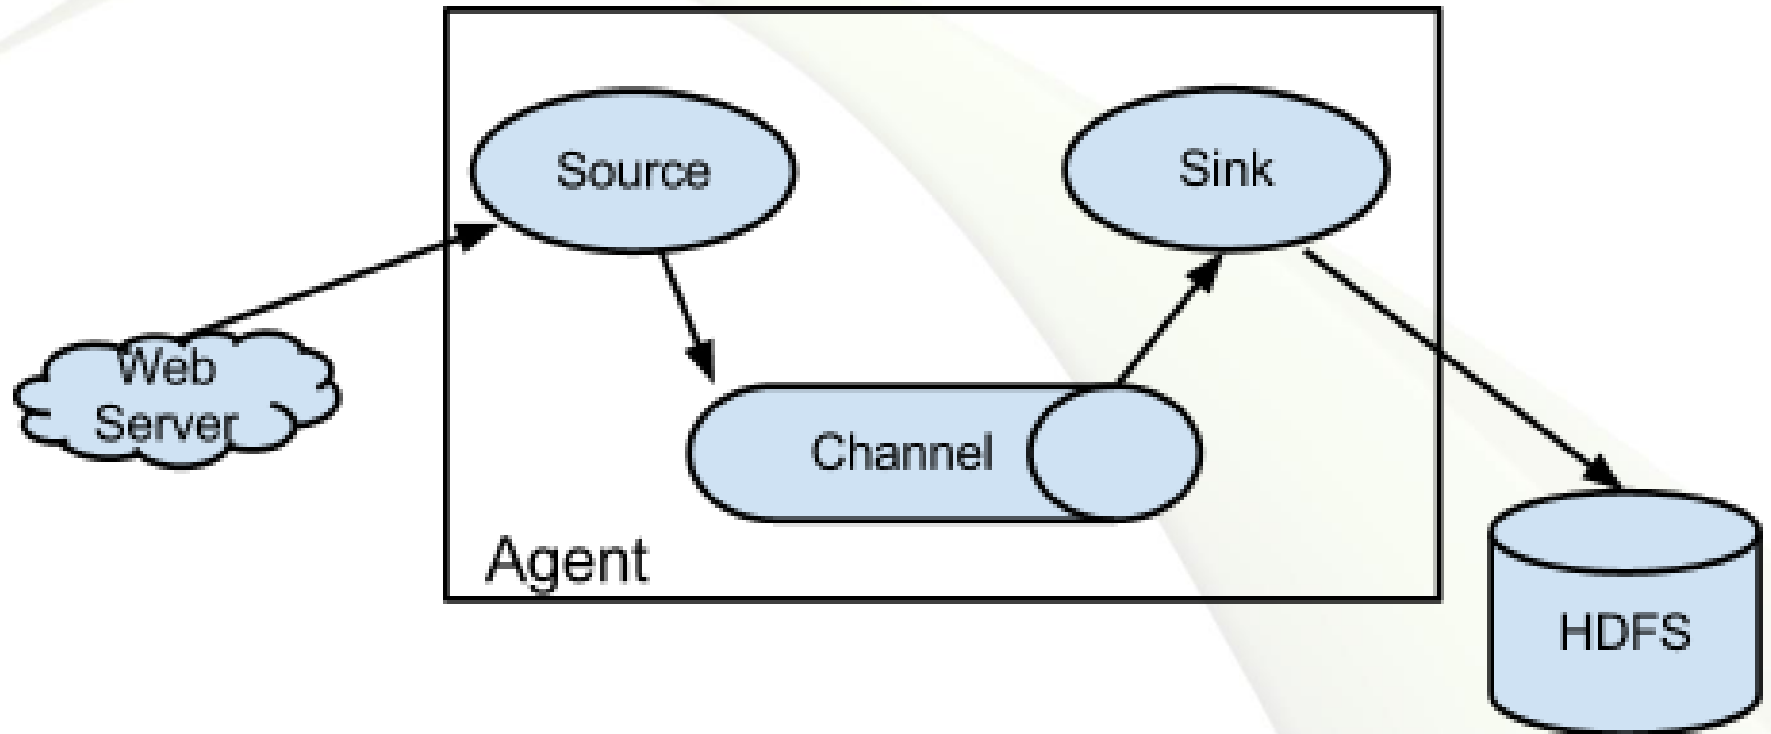 Source
Sink
Web
Server
Channel
Agent
HDFS